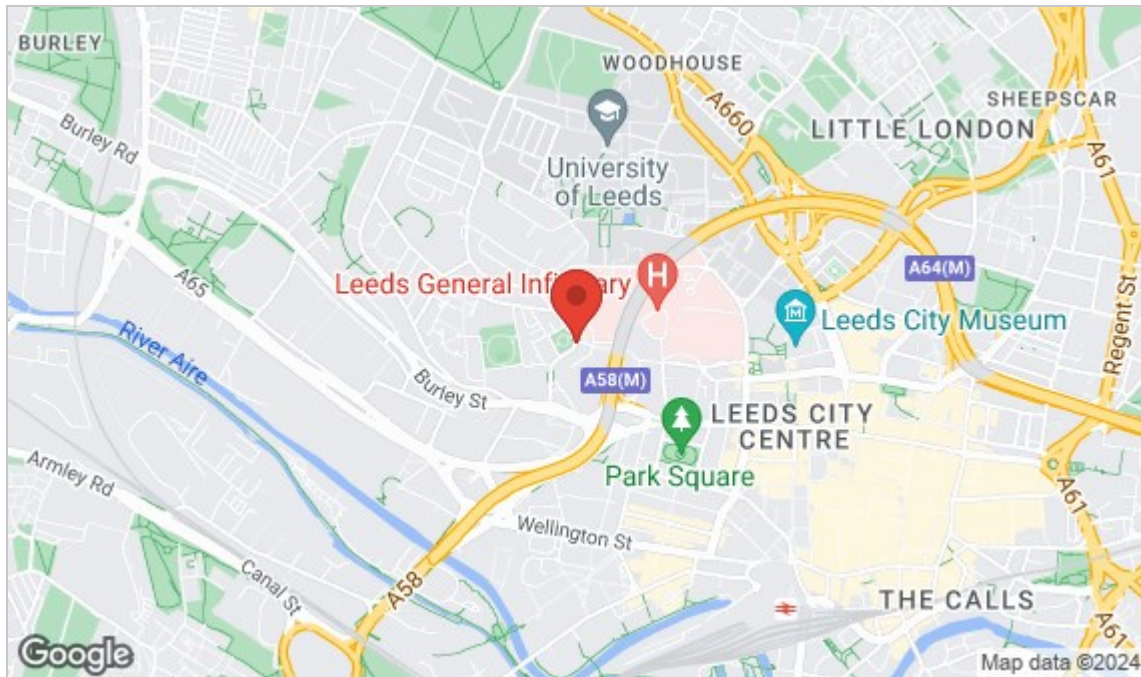 BURLEY
WOODHOUSE
A660
SHEEPSCAR
LITTLE LONDON
A61
Burley Rd
University
of Leeds
A64(M)
Leeds General Infirmary
H
A65
M
Leeds City Museum
Regent St
River Aire
A58(M)
Burley St
LEEDS CITY
CENTRE
Park Square
Armley Rd
A61
Wellington St
Canal St
A58
THE CALLS
A61
Google
Map data ©2024